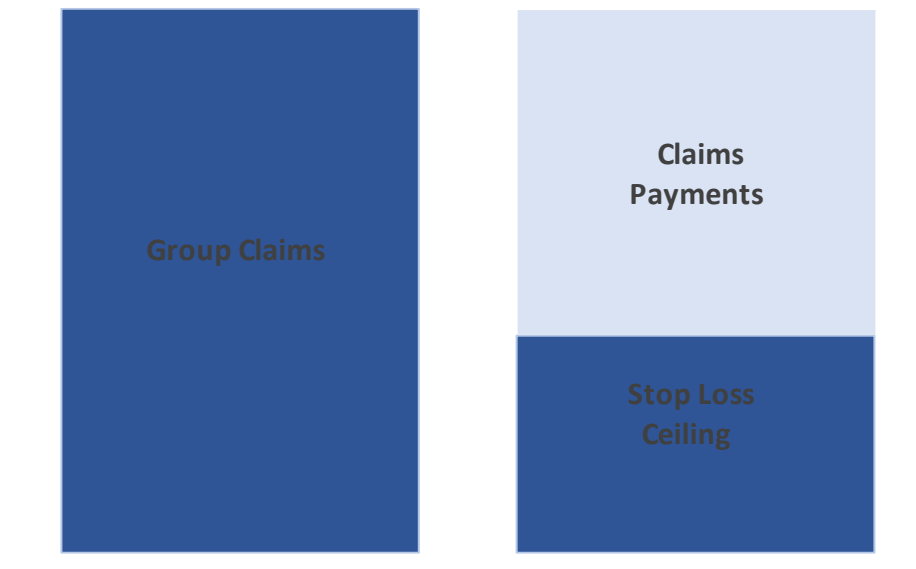 Group Claims
Claims
Payments
Stop Loss
Ceiling